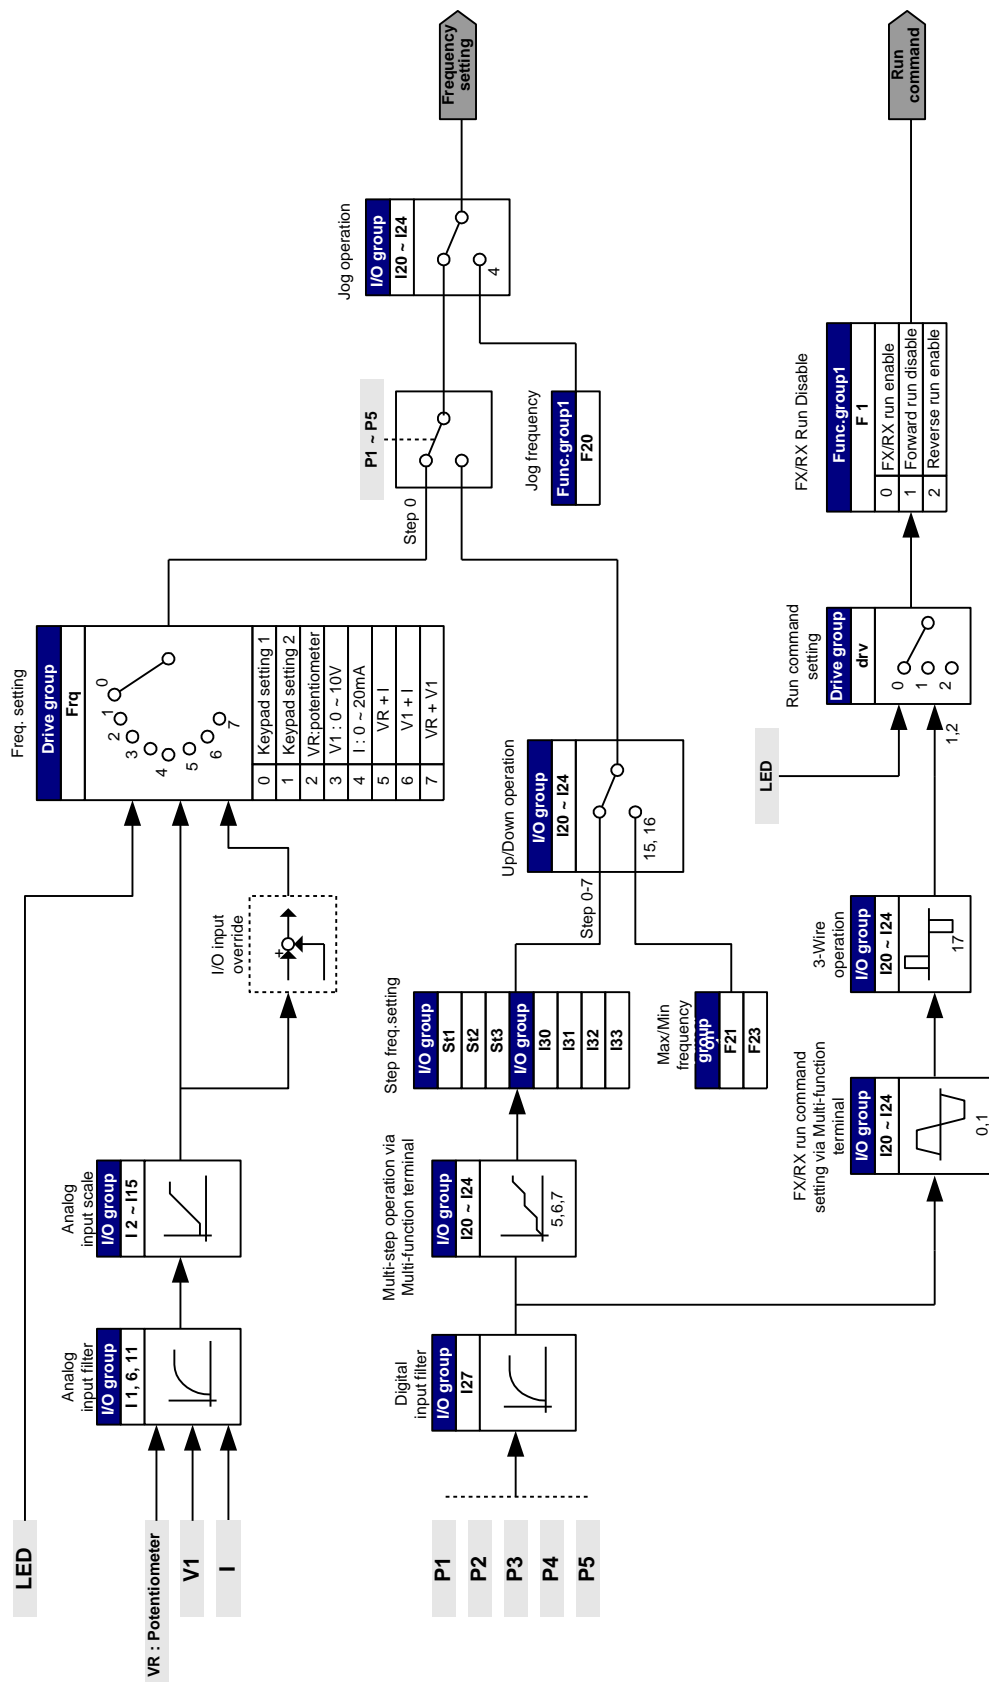 LED
VR : Potentiometer
V1
I
Analog
input filter
I/O group
I 1, 6, 11
Analog
input scale
I/O group
I 2 ~ I15
I/O input
override
+
Freq. setting
Drive group
Frq
0
1
2
3
4
5
6
7
0 Keypad setting 1
1 Keypad setting 2
2 VR:potentiometer
3 V1 : 0 ~ 10V
4 I : 0 ~ 20mA
5 VR + I
6 V1 + I
7 VR + V1
P1
P2
P3
P4
P5
Digital
input filter
I/O group
I27
Multi-step operation via
Multi-function terminal
I/O group
I20 ~ I24
5,6,7
Step freq.setting
I/O group
St1
St2
St3
I/O group
I30
I31
I32
I33
Max/Min
frequency
group
F21
F23
Step 0-7
Up/Down operation
I/O group
I20 ~ I24
15, 16
Step 0
P1 ~ P5
Jog frequency
Func.group1
F20
Jog operation
I/O group
I20 ~ I24
4
Frequency
setting
FX/RX run command
setting via Multi-function
terminal
I/O group
I20 ~ I24
0,1
3-Wire
operation
I/O group
I20 ~ I24
17
LED
1,2
Run command
setting
Drive group
drv
0
1
2
FX/RX Run Disable
Func.group1
F 1
0 FX/RX run enable
1 Forward run disable
2 Reverse run enable
Run
command